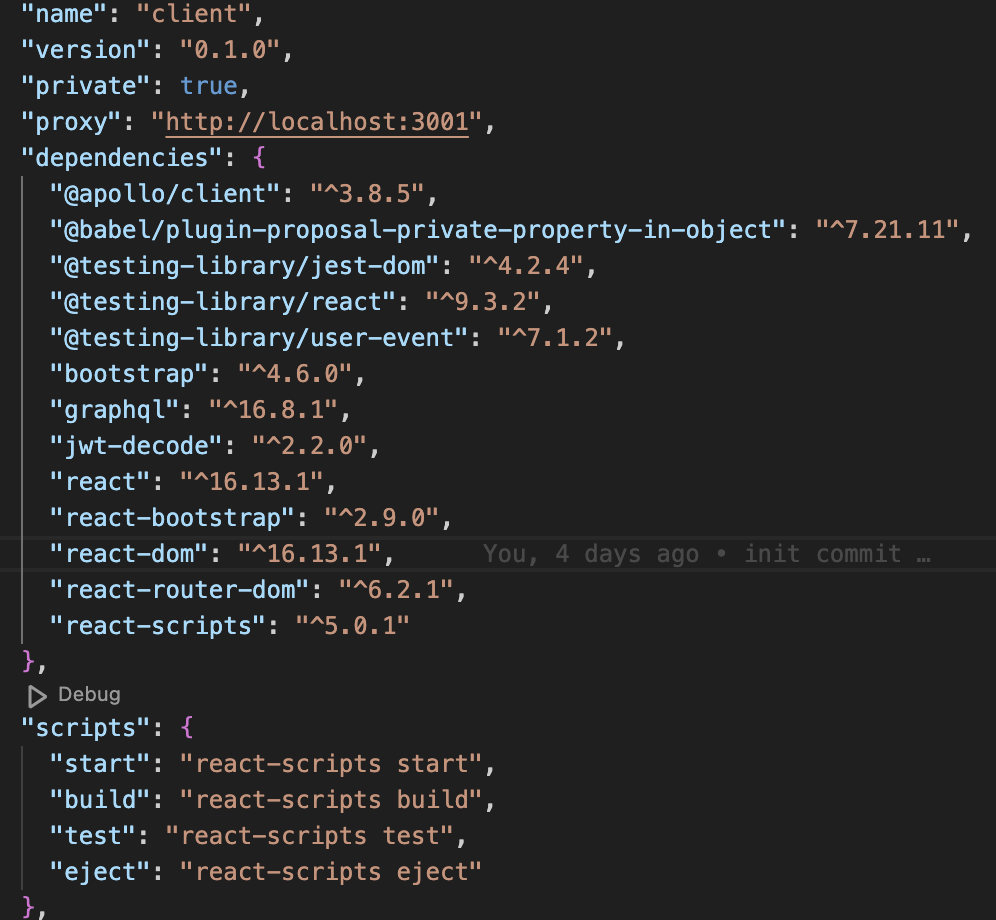 "name": "client",
"version": "0.1.0",
"private": true,
"proxy": "http://localhost:3001",
"dependencies": {
"@apollo/client": "^3.8.5",
"@babel/plugin-proposal-private-property-in-object": "^7.21.11",
"@testing-library/jest-dom": "^4.2.4",
"@testing-library/react": "^9.3.2",
"@testing-library/user-event": "^7.1.2",
"bootstrap": "^4.6.0",
"graphql": "^16.8.1",
"jwt-decode": "^2.2.0",
"react": "^16.13.1",
"react-bootstrap": "^2.9.0",
"react-dom": "^16.13.1", You, 4 days ago • init commit …
"react-router-dom": "^6.2.1",
"react-scripts": "^5.0.1"
},
Debug
"scripts": {
"start": "react-scripts start",
"build": "react-scripts build",
"test": "react-scripts test",
"eject": "react-scripts eject"
},